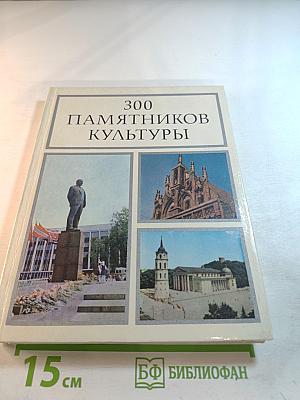 300
ПАМЯТНИКОВ
КУЛЬТУРЫ
15 см
БФ БИБЛИОФАН